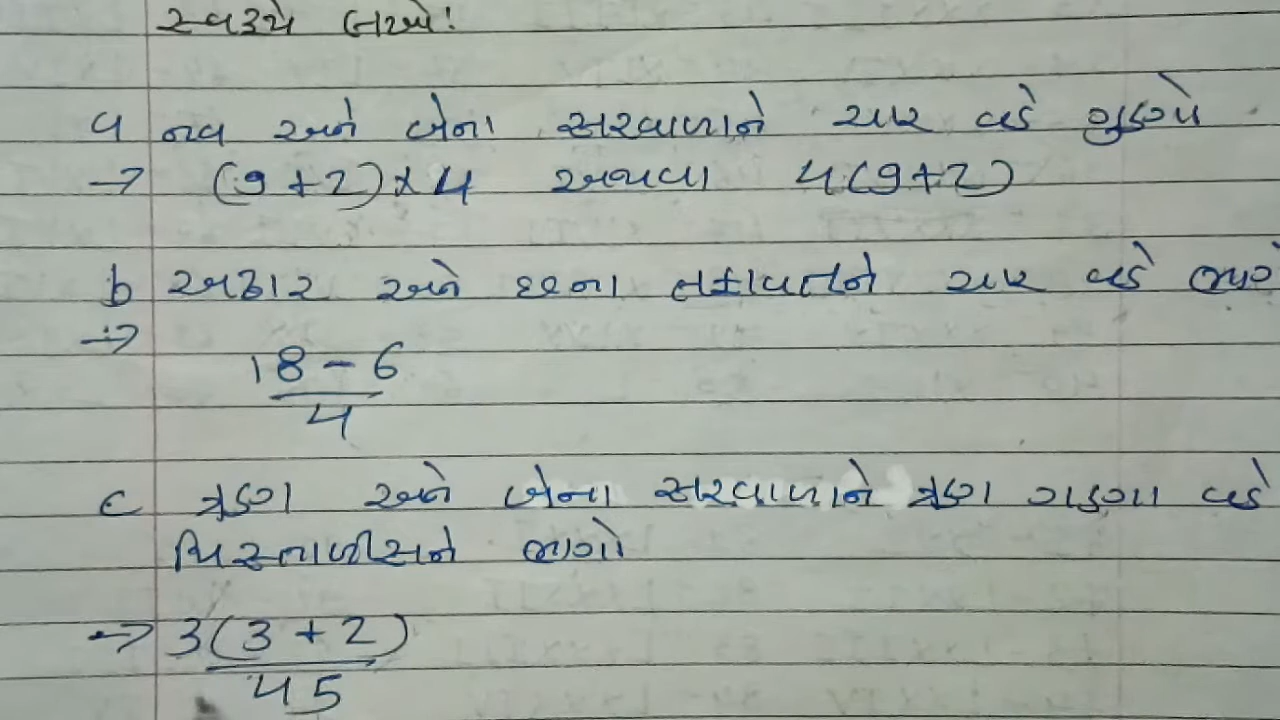 સ્વરૂપે લખો!
a નવ અને બેના સરવાળાને ચાર વડે ગુણો
→ (9+2)×4 અથવા 4(9+2)
b અઢાર અને છના તફાવતને ચાર વડે ભાગો
→
18-6
4
c ત્રણ અને બેના સરવાળાને ત્રણ ગણા વડે
પિસ્તાળીસને ભાગો
→ 3(3+2)
45